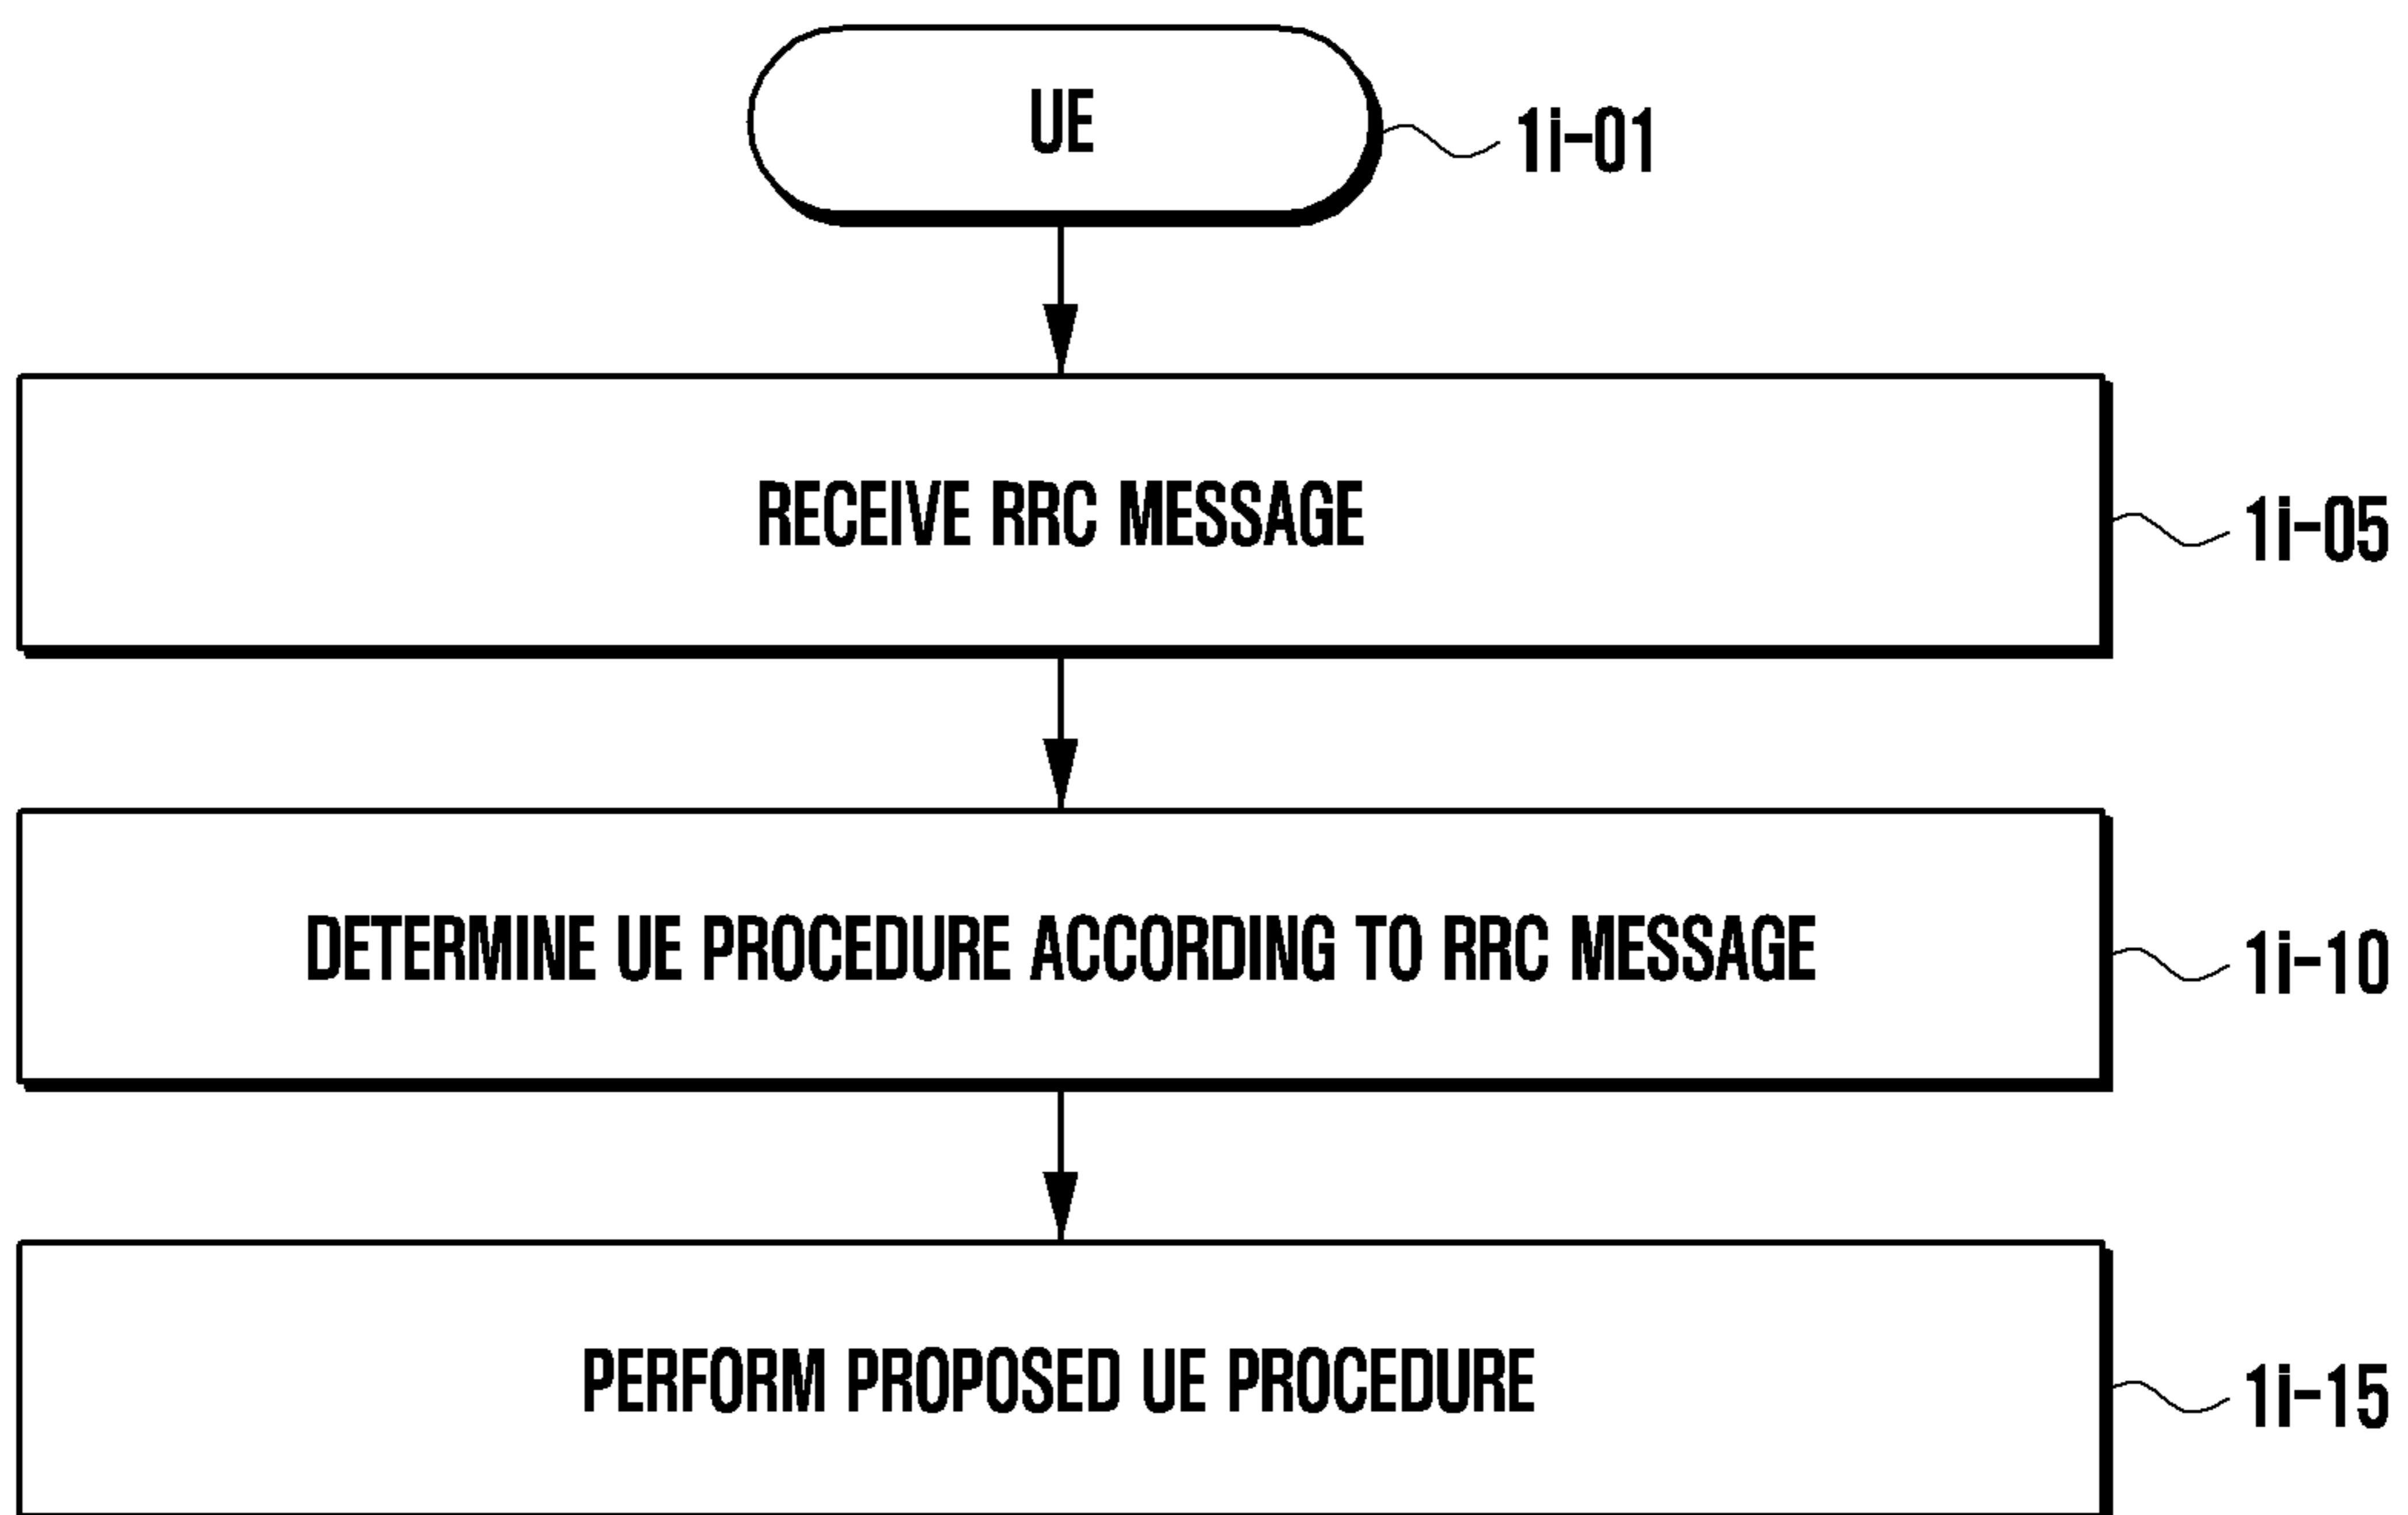 UE
1i-01
RECEIVE RRC MESSAGE
1i-05
DETERMINE UE PROCEDURE ACCORDING TO RRC MESSAGE
1i-10
PERFORM PROPOSED UE PROCEDURE
1i-15